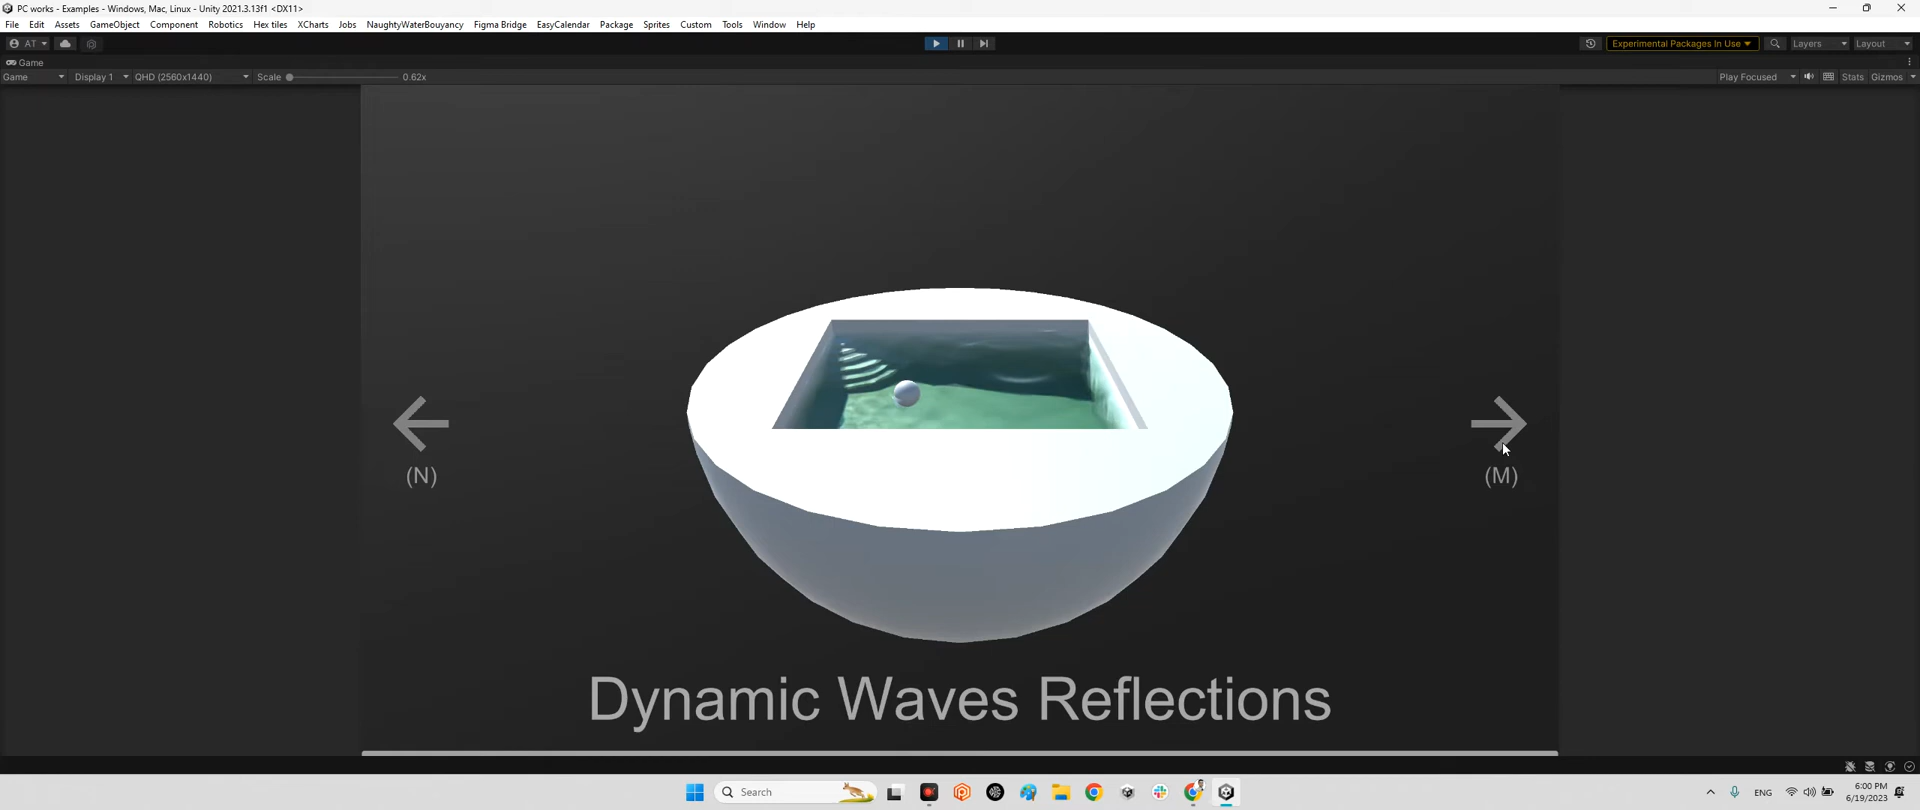 PC works - Examples - Windows, Mac, Linux - Unity 2021.3.13f1 <DX11>
File Edit Assets GameObject Component Robotics Hex tiles XCharts Jobs NaughtyWaterBouyancy Figma Bridge EasyCalendar Package Sprites Custom Tools Window Help
AT Experimental Packages In Use Layers Layout
Game
Game Display 1 QHD (2560x1440) Scale 0.62x Play Focused Stats Gizmos
(N) (M)
Dynamic Waves Reflections
Search ENG 6:00 PM
6/19/2023